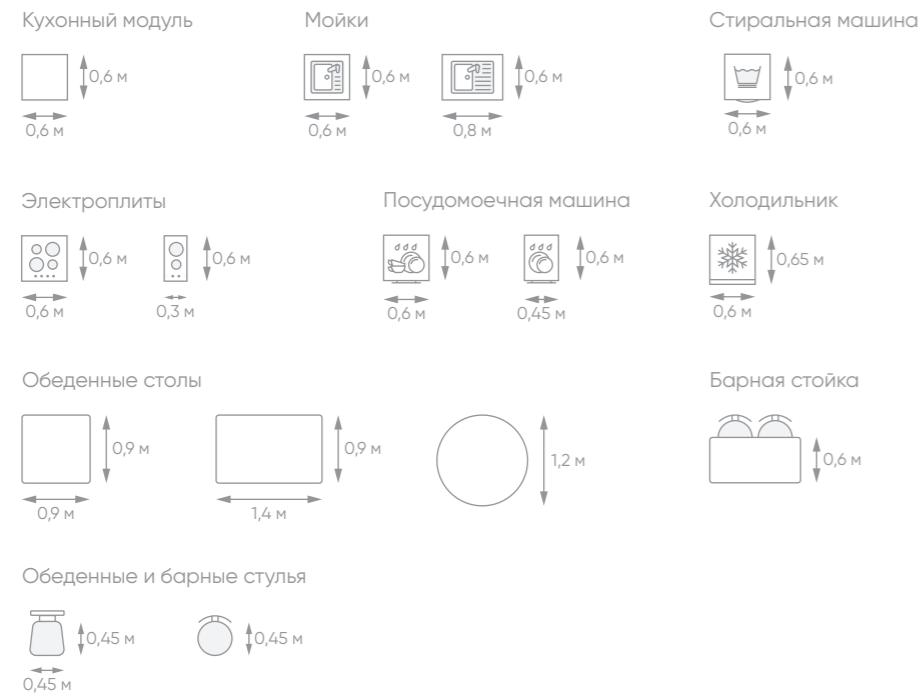 Кухонный модуль
Мойки
Стиральная машина
0,6 м
0,6 м
0,6 м
0,6 м
0,6 м
0,6 м
0,8 м
0,6 м
Электроплиты
Посудомоечная машина
Холодильник
0,6 м
0,6 м
0,6 м
0,6 м
0,65 м
0,6 м
0,3 м
0,6 м
0,45 м
0,6 м
Обеденные столы
Барная стойка
0,9 м
0,9 м
1,2 м
0,6 м
0,9 м
1,4 м
Обеденные и барные стулья
0,45 м
0,45 м
0,45 м